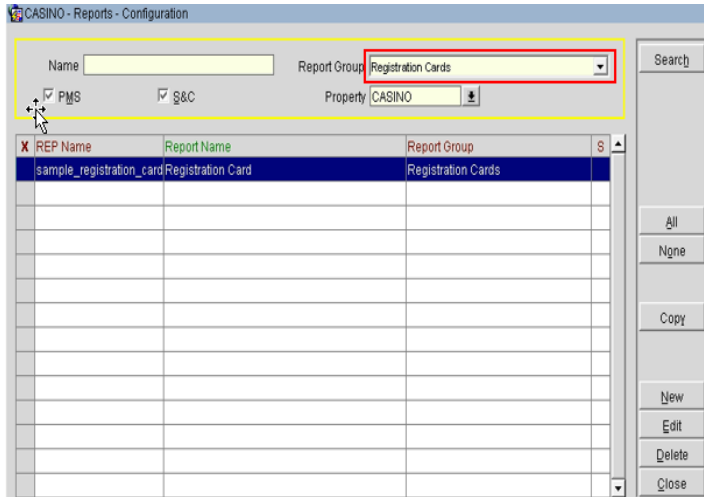 CASINO - Reports - Configuration
Name Report Group Registration Cards Search
PMS S&C Property CASINO
X REP Name Report Name Report Group S
sample_registration_card Registration Card Registration Cards
All
None
Copy
New
Edit
Delete
Close